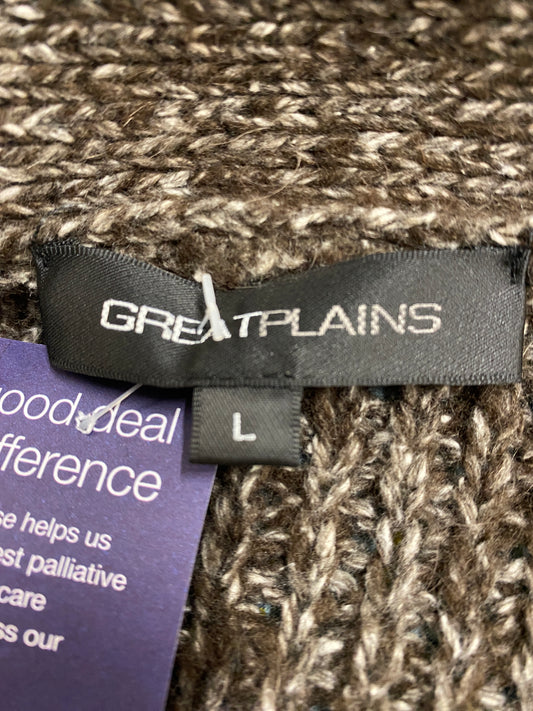 GREATPLAINS
L
ood deal
fference
se helps us
est palliative
care
ss our